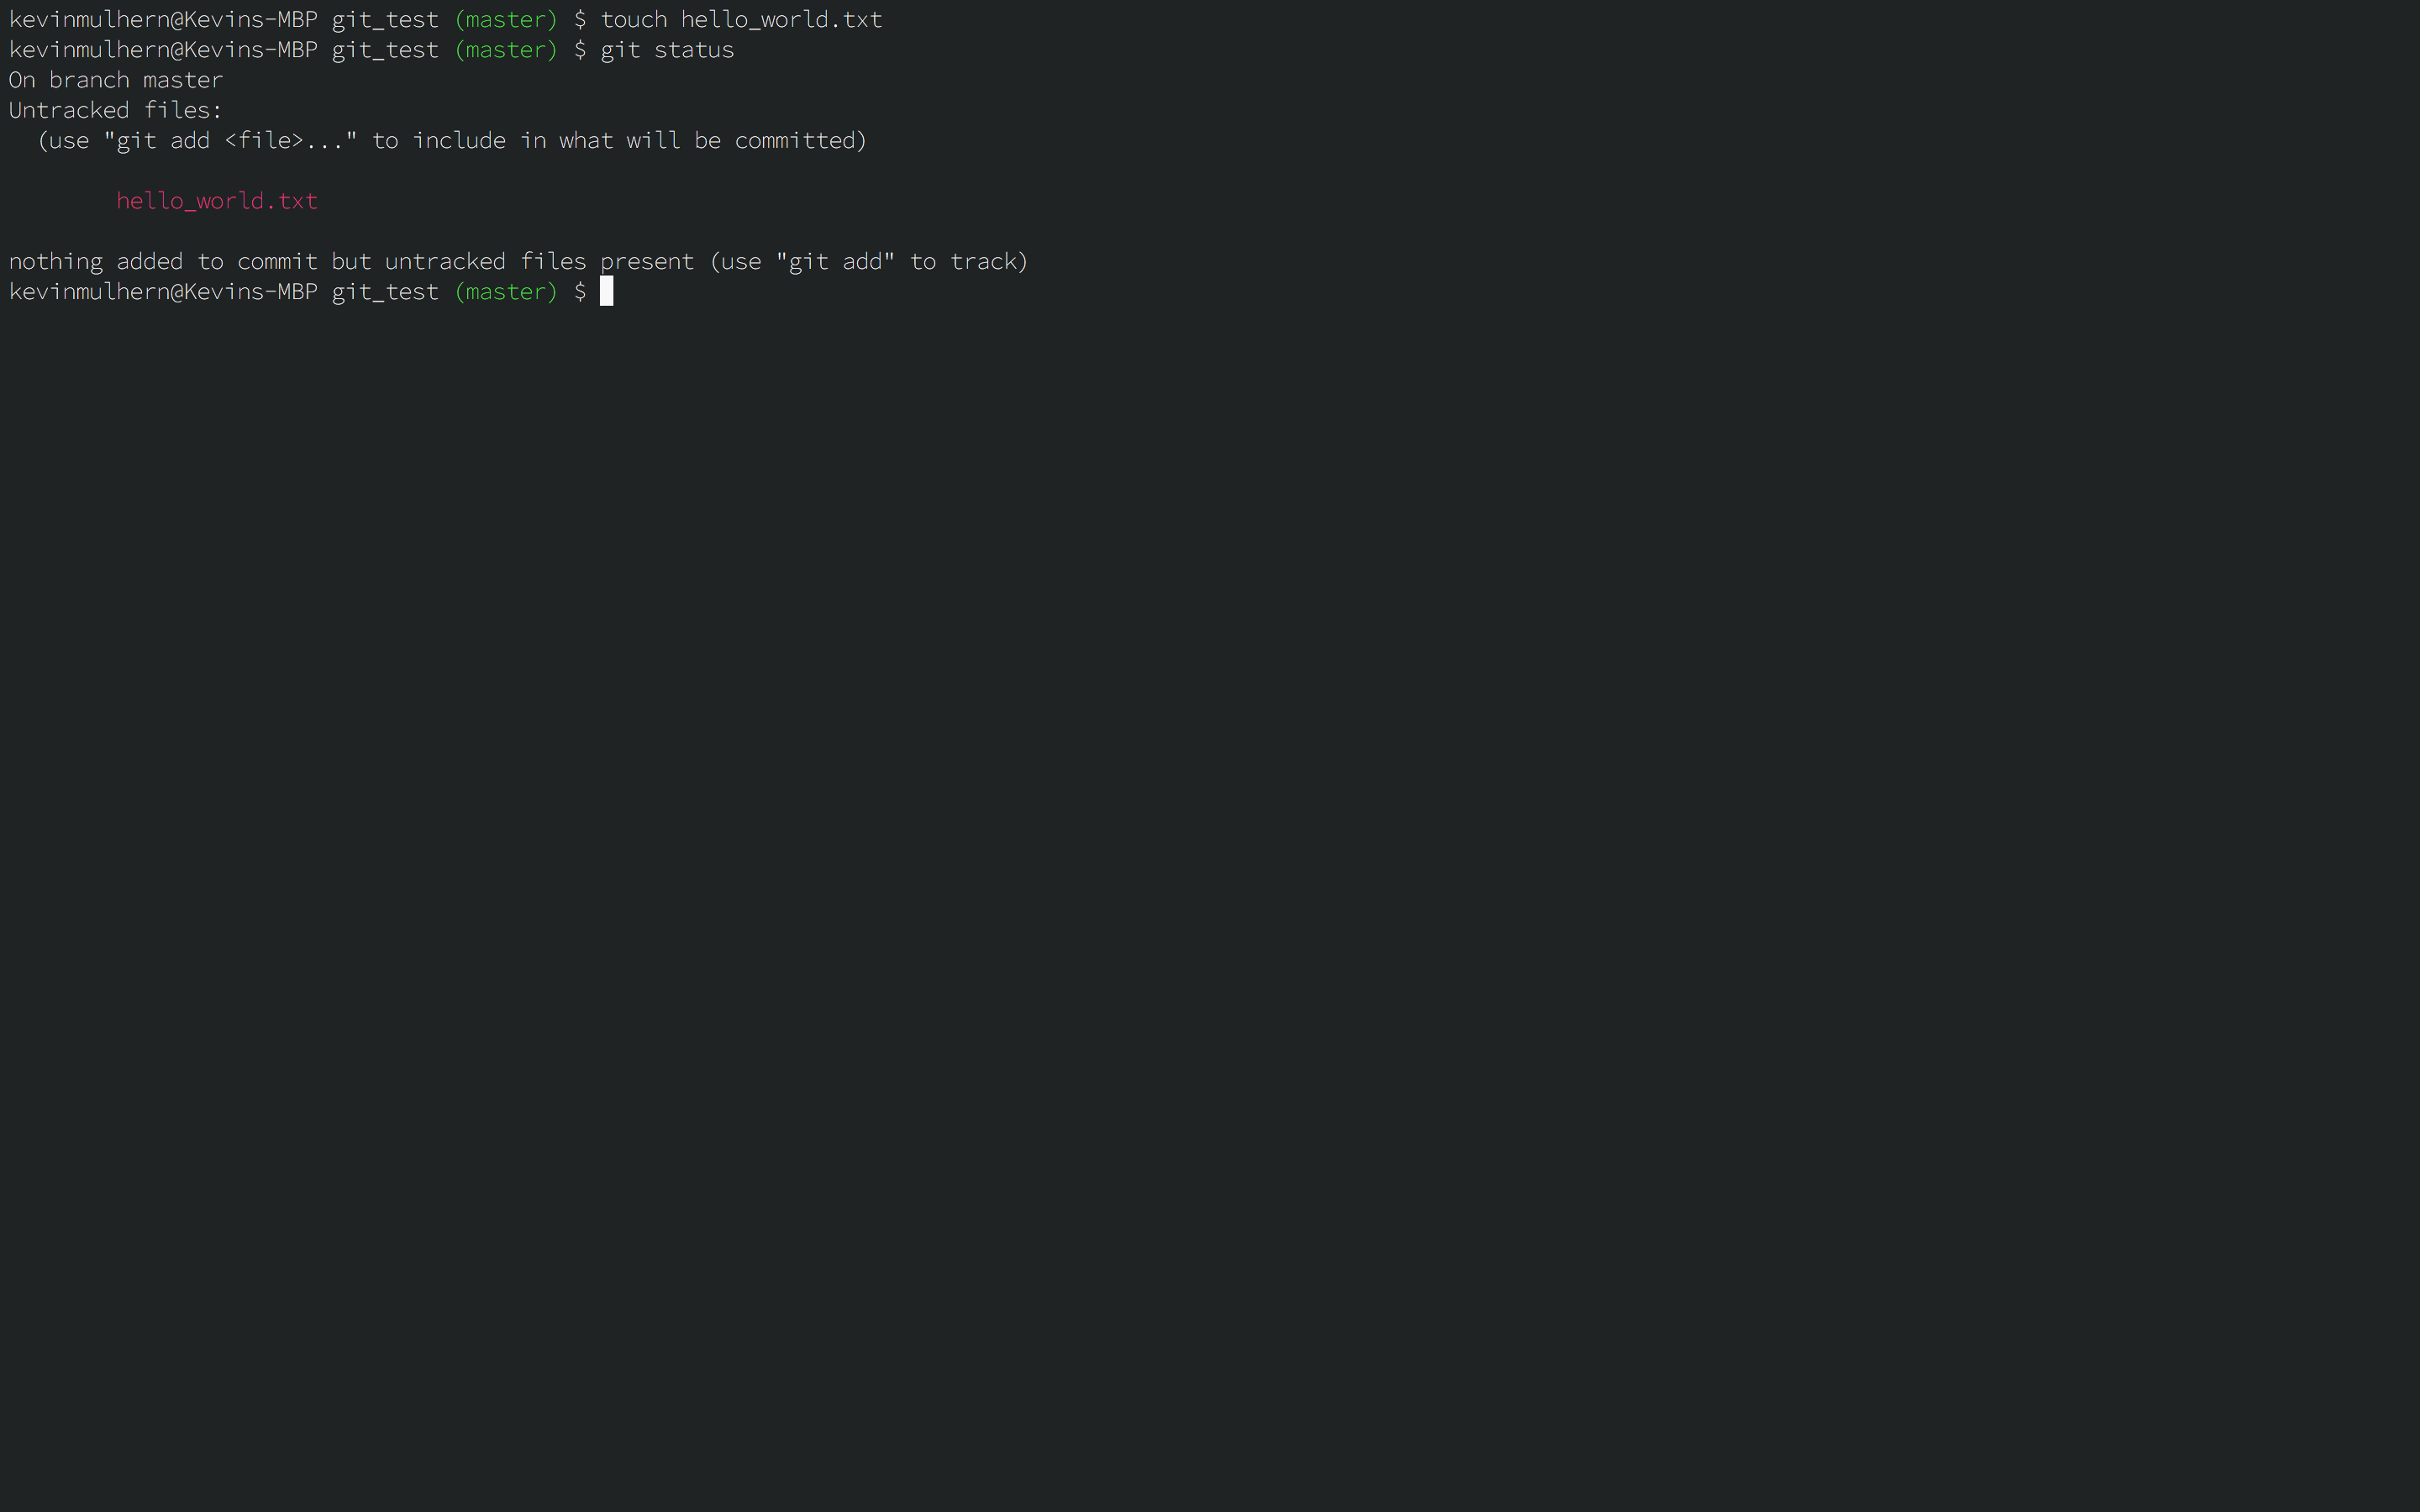 kevinmulhern@Kevins-MBP git_test (master) $ touch hello_world.txt
kevinmulhern@Kevins-MBP git_test (master) $ git status
On branch master
Untracked files:
  (use "git add <file>..." to include in what will be committed)

        hello_world.txt

nothing added to commit but untracked files present (use "git add" to track)
kevinmulhern@Kevins-MBP git_test (master) $